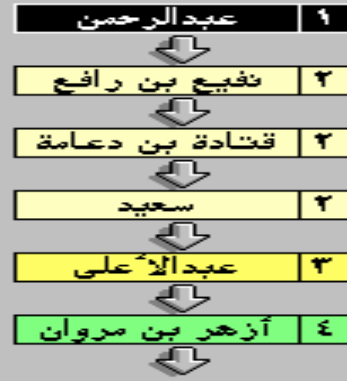 ١ عبدالرحمن
٢ نفيع بن رافع
٢ قتادة بن دعامة
٢ سعيد
٣ عبدالأعلى
٤ أزهر بن مروان